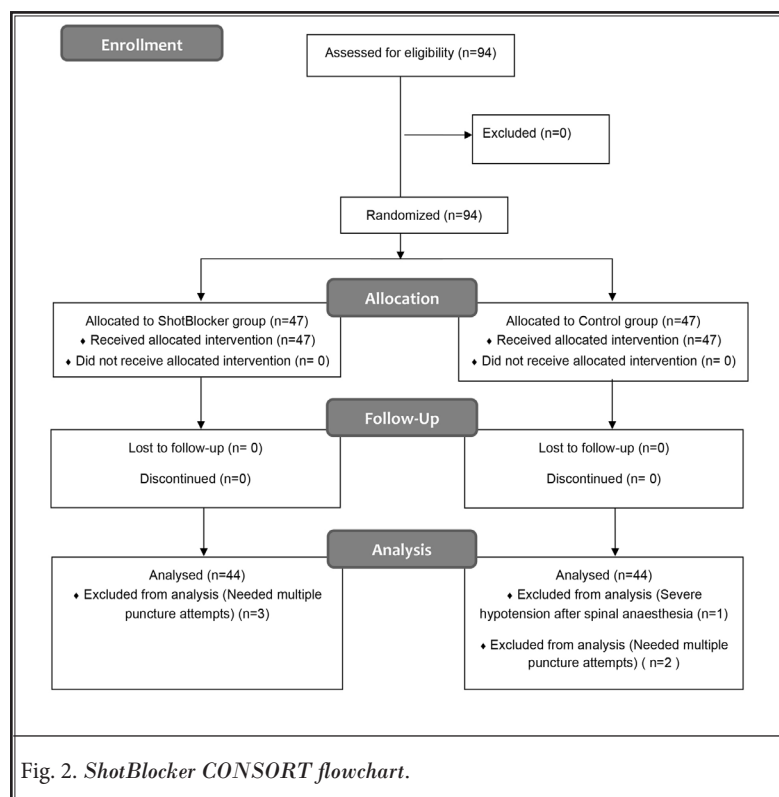 Enrollment
Assessed for eligibility (n=94)
Excluded (n=0)
Randomized (n=94)
Allocation
Allocated to ShotBlocker group (n=47)
♦ Received allocated intervention (n=47)
♦ Did not receive allocated intervention (n= 0)
Allocated to Control group (n=47)
♦ Received allocated intervention (n=47)
♦ Did not receive allocated intervention (n= 0)
Follow-Up
Lost to follow-up (n= 0)
Discontinued (n=0)
Lost to follow-up (n=0)
Discontinued (n= 0)
Analysis
Analysed (n=44)
♦ Excluded from analysis (Needed multiple
puncture attempts) (n=3)
Analysed (n=44)
♦ Excluded from analysis (Severe
hypotension after spinal anaesthesia (n=1)
♦ Excluded from analysis (Needed multiple
puncture attempts) ( n=2 )
Fig. 2. ShotBlocker CONSORT flowchart.